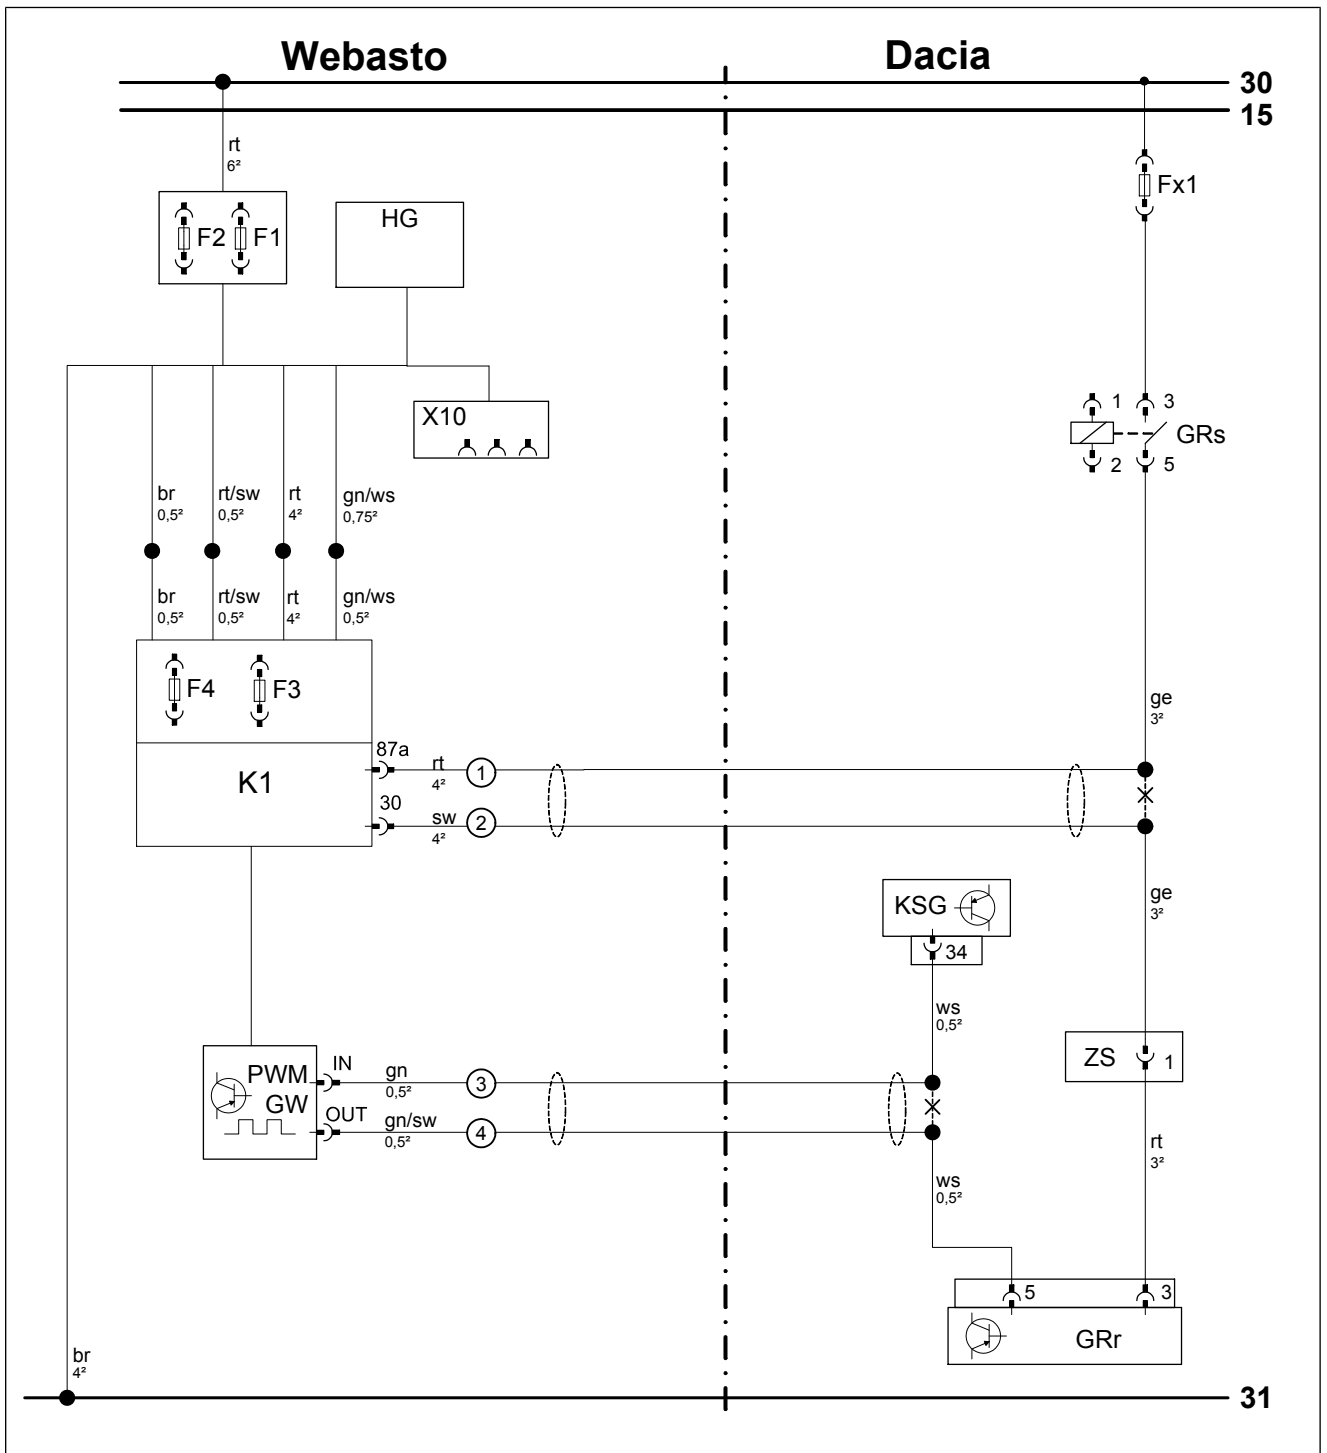 Webasto
Dacia
30
15
rt
6²
Fx1
F2
F1
HG
X10
1
3
GRs
2
5
br
0,5²
rt/sw
0,5²
rt
4²
gn/ws
0,75²
br
0,5²
rt/sw
0,5²
rt
4²
gn/ws
0,5²
F4
F3
ge
3²
87a
rt
4²
1
K1
30
sw
4²
2
KSG
34
ge
3²
ws
0,5²
ZS
1
PWM
GW
IN
gn
0,5²
3
OUT
gn/sw
0,5²
4
rt
3²
ws
0,5²
5
3
GRr
br
4²
31